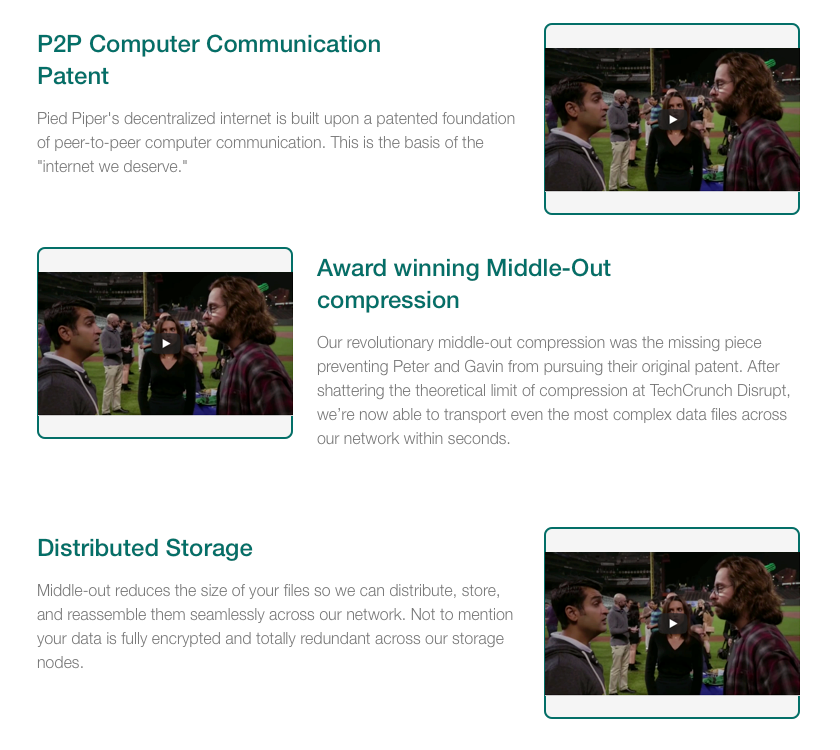 P2P Computer Communication
Patent
Pied Piper's decentralized internet is built upon a patented foundation
of peer-to-peer computer communication. This is the basis of the
"internet we deserve."
Award winning Middle-Out
compression
Our revolutionary middle-out compression was the missing piece
preventing Peter and Gavin from pursuing their original patent. After
shattering the theoretical limit of compression at TechCrunch Disrupt,
we’re now able to transport even the most complex data files across
our network within seconds.
Distributed Storage
Middle-out reduces the size of your files so we can distribute, store,
and reassemble them seamlessly across our network. Not to mention
your data is fully encrypted and totally redundant across our storage
nodes.